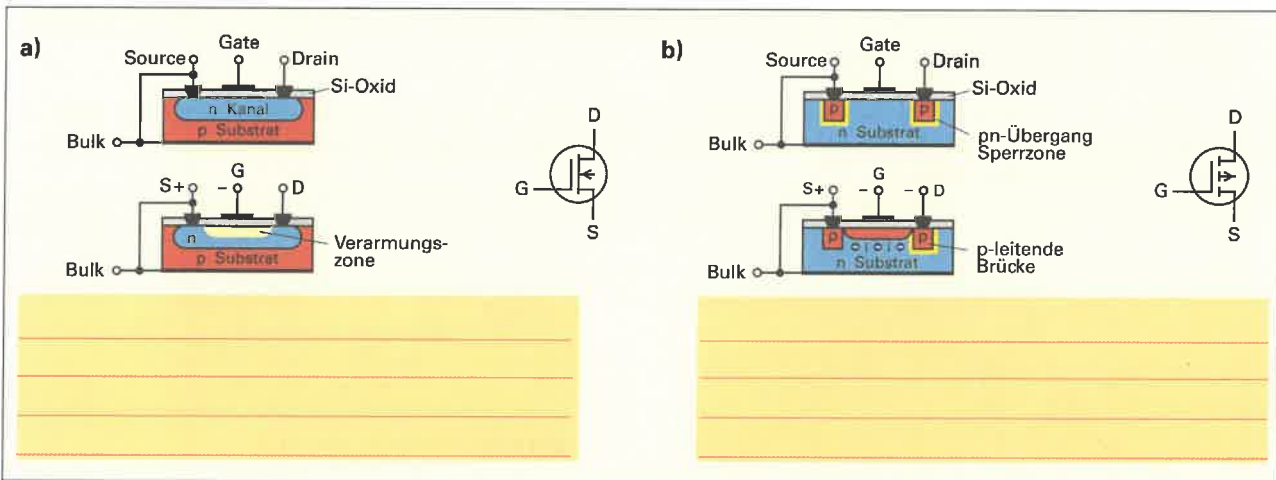 a)
Source
Gate
Drain
Si-Oxid
n Kanal
p Substrat
Bulk
S+
-
G
D
n
Verarmungs-
zone
p Substrat
Bulk
D
G
S
b)
Source
Gate
Drain
Si-Oxid
p
p
n Substrat
pn-Übergang
Sperrzone
Bulk
S+
-
G
-
D
p
p
n Substrat
p-leitende
Brücke
Bulk
D
G
S